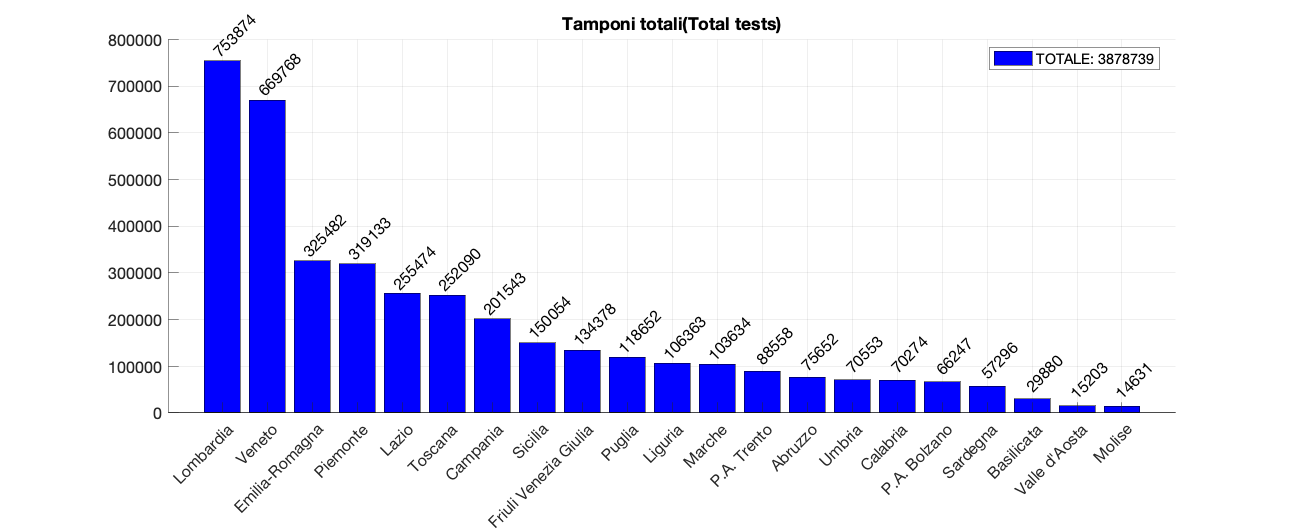 Tamponi totali(Total tests)
TOTALE: 3878739
800000
700000
600000
500000
400000
300000
200000
100000
0
753874
669768
325482
319133
255474
252090
201543
150054
134378
118652
106363
103634
88558
75652
70553
70274
66247
57296
29880
15203
14631
Lombardia
Veneto
Emilia-Romagna
Piemonte
Lazio
Toscana
Campania
Sicilia
Friuli Venezia Giulia
Puglia
Liguria
Marche
P.A. Trento
Abruzzo
Umbria
Calabria
P.A. Bolzano
Sardegna
Basilicata
Valle d'Aosta
Molise